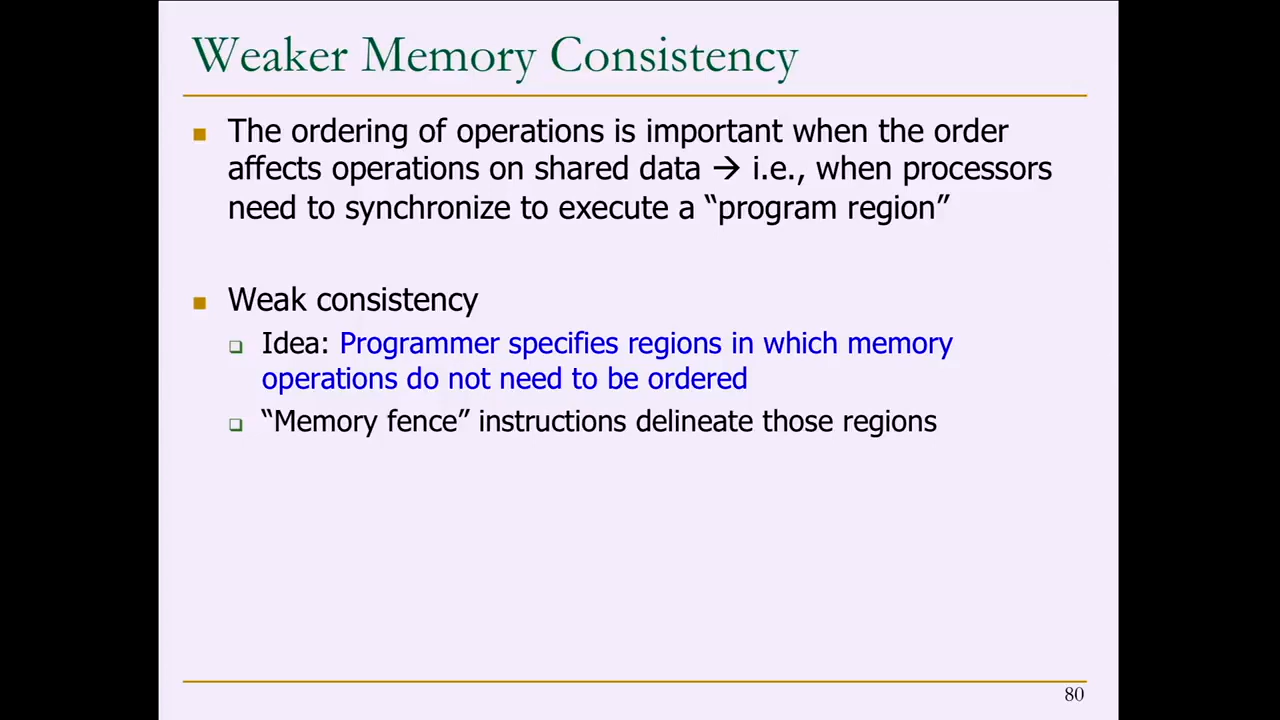 Weaker Memory Consistency
The ordering of operations is important when the order
affects operations on shared data → i.e., when processors
need to synchronize to execute a “program region”
Weak consistency
Idea: Programmer specifies regions in which memory
operations do not need to be ordered
“Memory fence” instructions delineate those regions
80